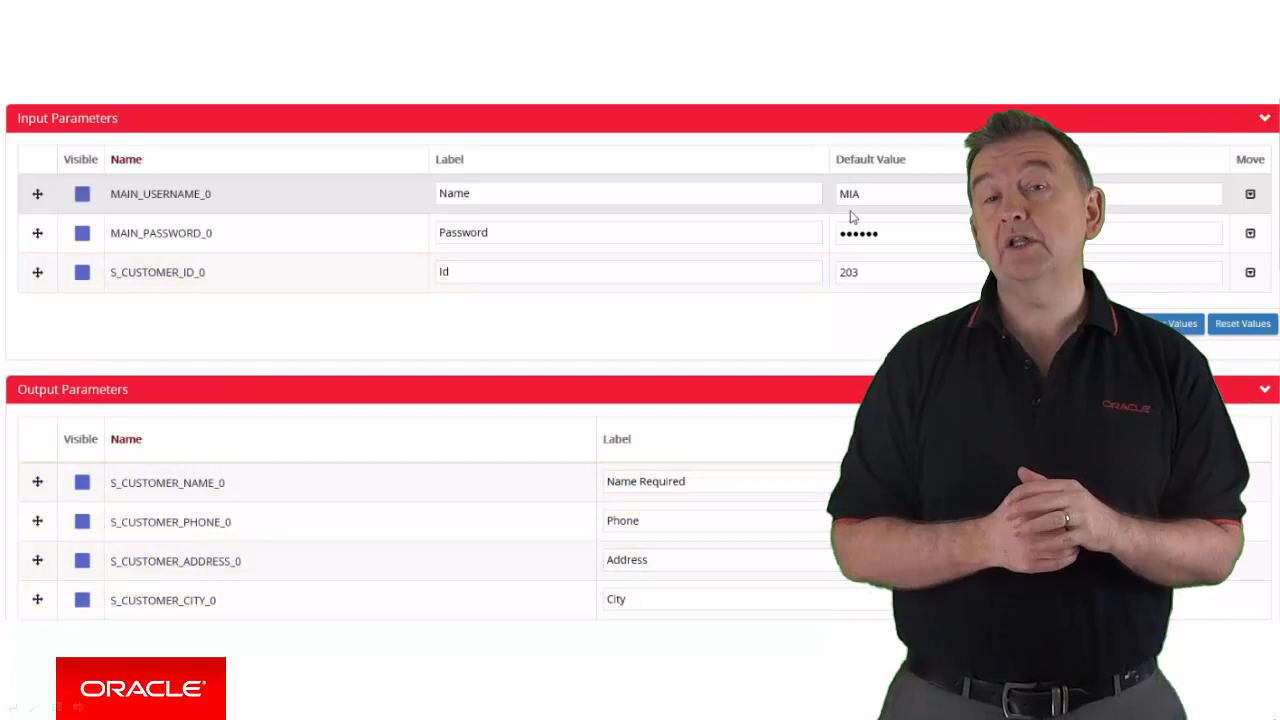 Input Parameters
Visible Name Label Default Value Move
MAIN_USERNAME_0 Name MIA
MAIN_PASSWORD_0 Password ••••••
S_CUSTOMER_ID_0 Id 203
Values Reset Values
Output Parameters
Visible Name Label
S_CUSTOMER_NAME_0 Name Required
S_CUSTOMER_PHONE_0 Phone
S_CUSTOMER_ADDRESS_0 Address
S_CUSTOMER_CITY_0 City
ORACLE
ORACLE®